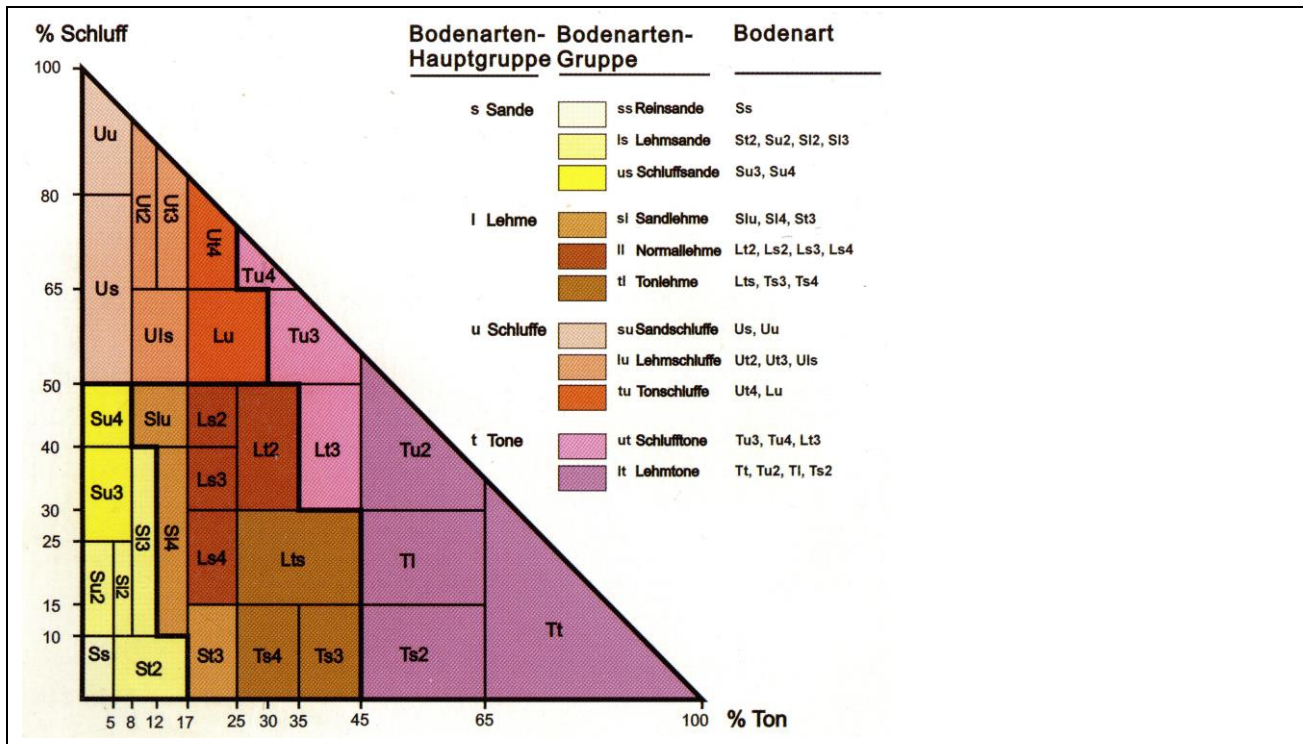 % Schluff
100
80
65
50
40
30
25
15
10
Uu
Ut2
Ut3
Ut4
Us
Tu4
Uls
Lu
Tu3
Su4
Slu
Ls2
Lt2
Lt3
Tu2
Su3
Sl3
Sl4
Ls3
Su2
Sl2
Ls4
Lts
Tl
Ss
St2
St3
Ts4
Ts3
Ts2
Tt
5 8 12 17 25 30 35 45 65 100
% Ton
Bodenarten- Bodenarten- Bodenart
Hauptgruppe Gruppe
s Sande ss Reinsande Ss
ls Lehmsande St2, Su2, Sl2, Sl3
us Schluffsande Su3, Su4
l Lehme sl Sandlehme Slu, Sl4, St3
ll Normallehme Lt2, Ls2, Ls3, Ls4
tl Tonlehme Lts, Ts3, Ts4
u Schluffe su Sandschluffe Us, Uu
lu Lehmschluffe Ut2, Ut3, Uls
tu Tonschluffe Ut4, Lu
t Tone ut Schlufftone Tu3, Tu4, Lt3
lt Lehmtone Tt, Tu2, Tl, Ts2